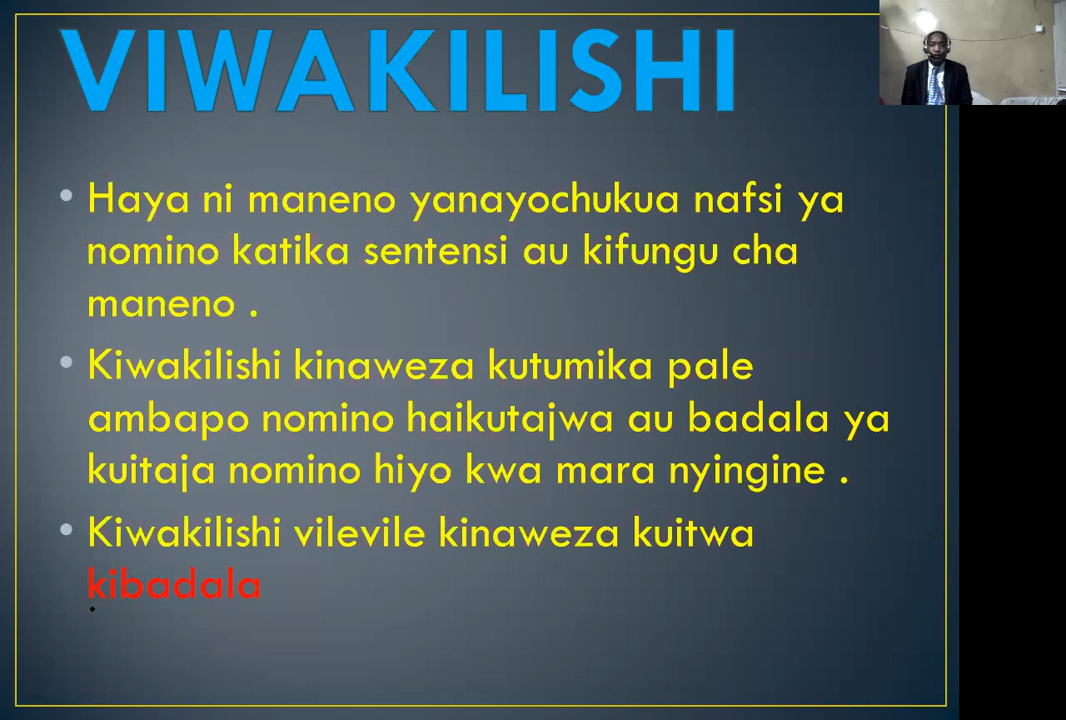 VIWAKILISHI
• Haya ni maneno yanayochukua nafsi ya
nomino katika sentensi au kifungu cha
maneno .
• Kiwakilishi kinaweza kutumika pale
ambapo nomino haikutajwa au badala ya
kuitaja nomino hiyo kwa mara nyingine .
• Kiwakilishi vilevile kinaweza kuitwa
kibadala